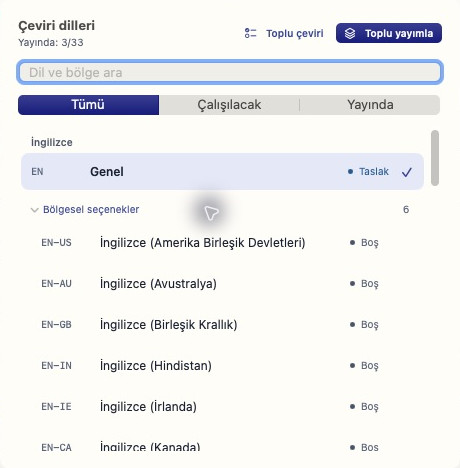 Çeviri dilleri
Yayında: 3/33
Toplu çeviri
Toplu yayımla
Dil ve bölge ara
Tümü
Çalışılacak
Yayında
İngilizce
EN Genel Taslak
Bölgesel seçenekler 6
EN-US İngilizce (Amerika Birleşik Devletleri) Boş
EN-AU İngilizce (Avustralya) Boş
EN-GB İngilizce (Birleşik Krallık) Boş
EN-IN İngilizce (Hindistan) Boş
EN-IE İngilizce (İrlanda) Boş
EN-CA İngilizce (Kanada) Boş